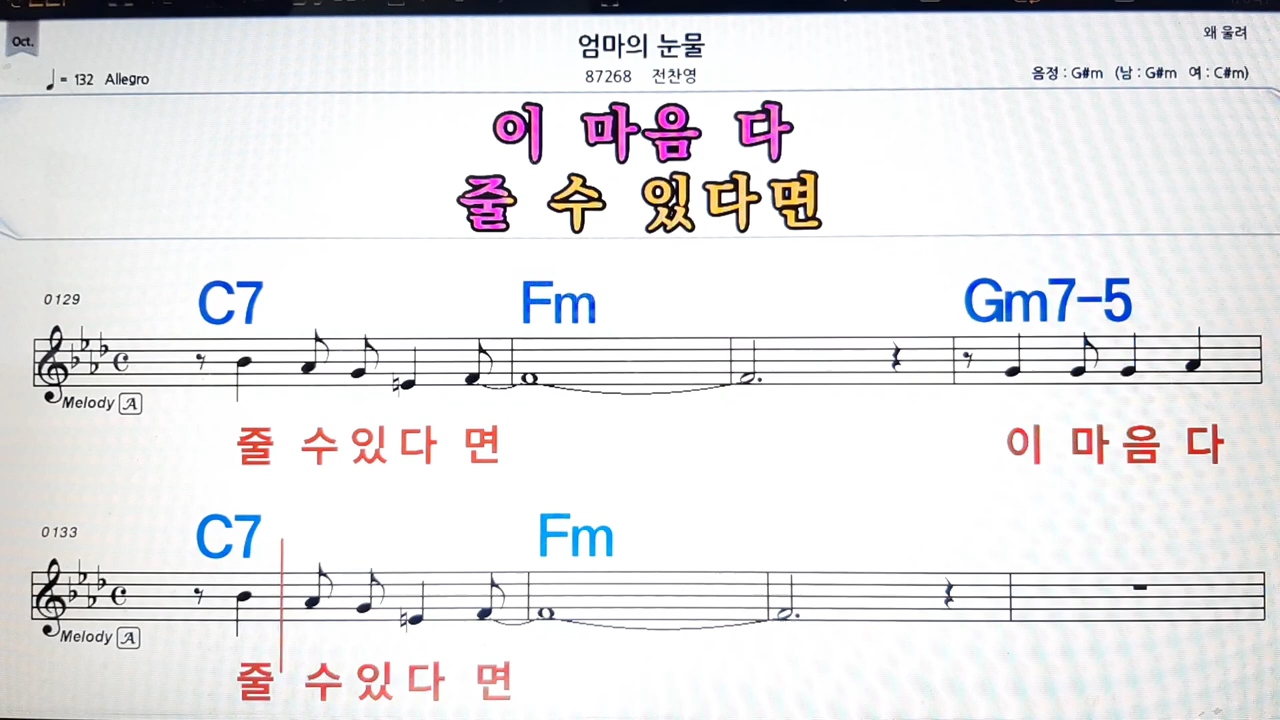 Oct.
엄마의 눈물
왜 울려
♩= 132 Allegro
87268 전찬영
음정 : G#m (남 : G#m 여 : C#m)
이 마음 다
줄 수 있다면
0129
C7 Fm Gm7-5
Melody A
줄 수 있 다 면 이 마 음 다
0133
C7 Fm
Melody A
줄 수 있 다 면